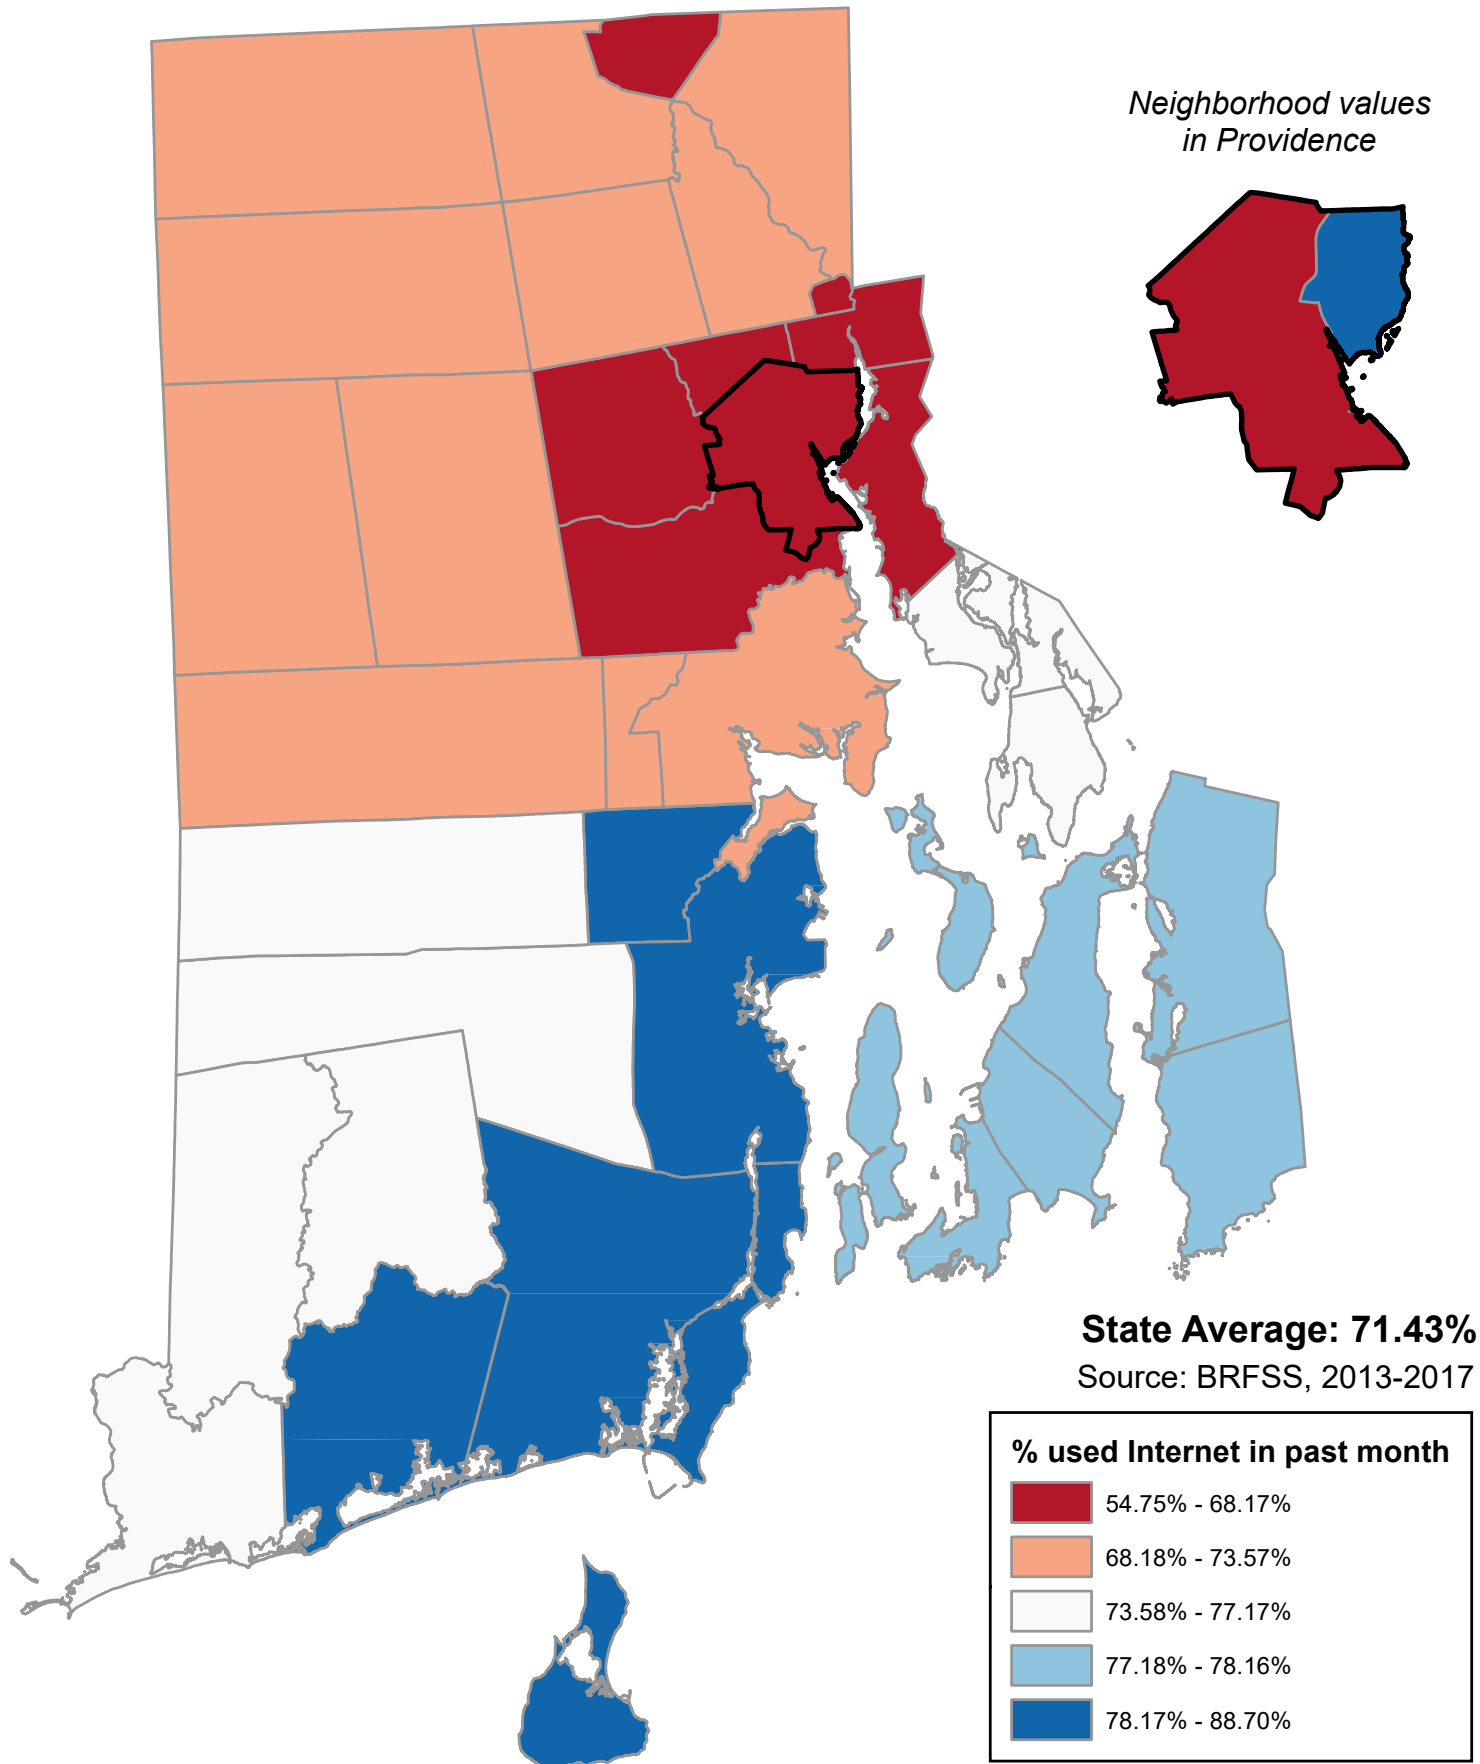 Neighborhood values
in Providence
State Average: 71.43%
Source: BRFSS, 2013-2017
% used Internet in past month
54.75% - 68.17%
68.18% - 73.57%
73.58% - 77.17%
77.18% - 78.16%
78.17% - 88.70%